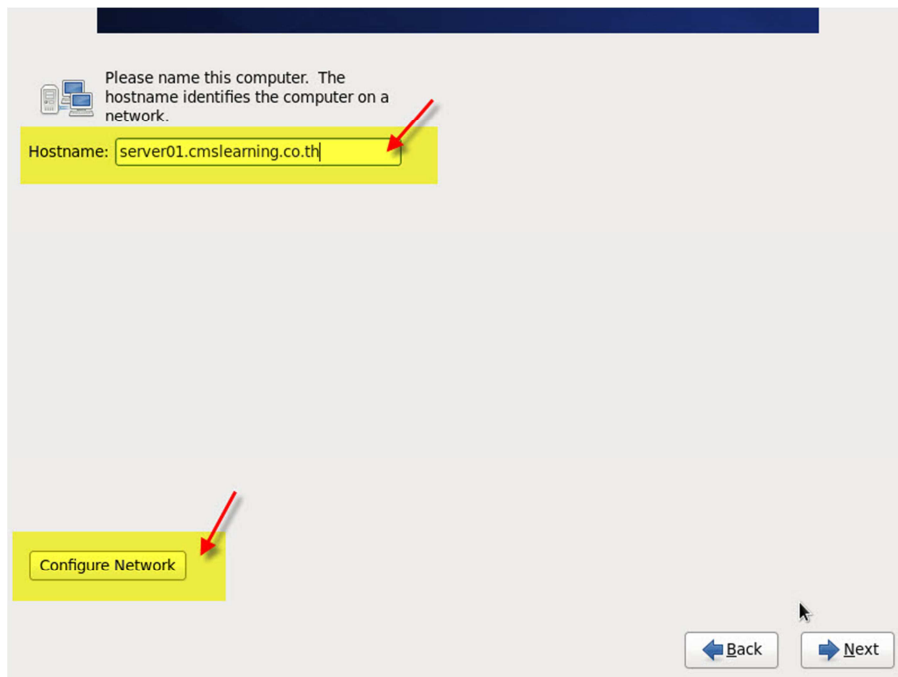 Please name this computer.  The
hostname identifies the computer on a
network.
Hostname: server01.cmslearning.co.th
Configure Network
Back Next